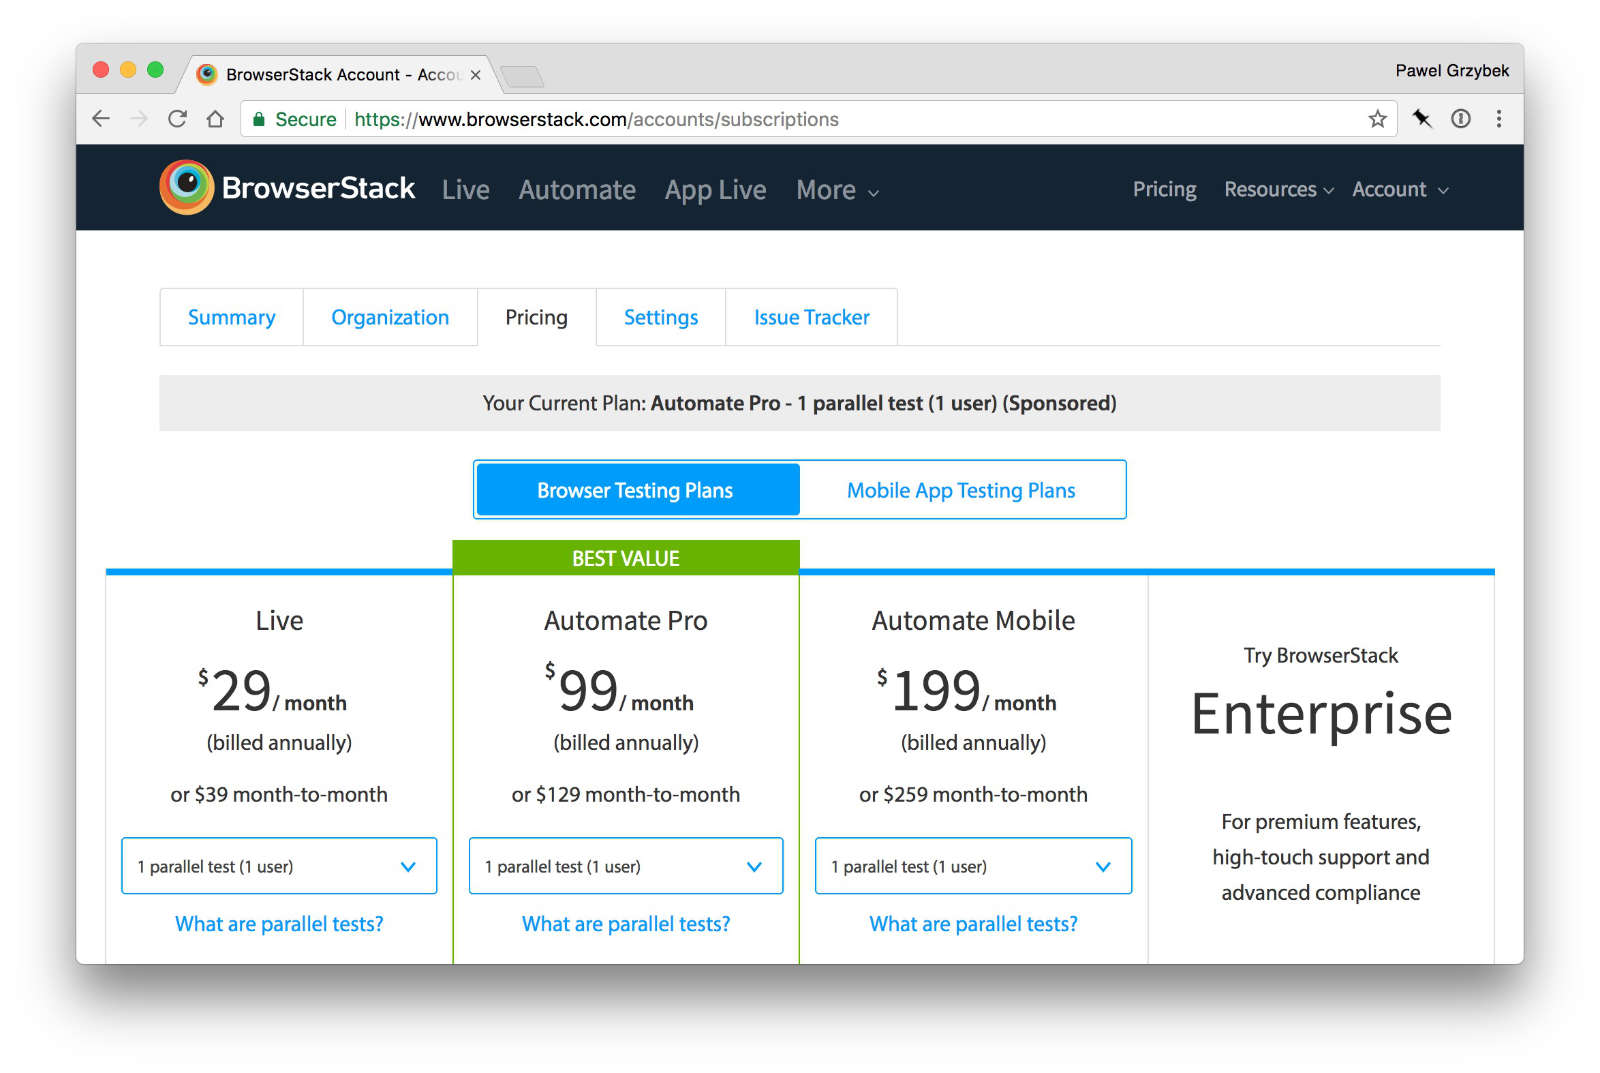 BrowserStack Account - Accou
Pawel Grzybek
Secure https://www.browserstack.com/accounts/subscriptions
BrowserStack Live Automate App Live More Pricing Resources Account
Summary Organization Pricing Settings Issue Tracker
Your Current Plan: Automate Pro - 1 parallel test (1 user) (Sponsored)
Browser Testing Plans Mobile App Testing Plans
BEST VALUE
Live
$29/ month
(billed annually)
or $39 month-to-month
1 parallel test (1 user)
What are parallel tests?
Automate Pro
$99/ month
(billed annually)
or $129 month-to-month
1 parallel test (1 user)
What are parallel tests?
Automate Mobile
$199/ month
(billed annually)
or $259 month-to-month
1 parallel test (1 user)
What are parallel tests?
Try BrowserStack
Enterprise
For premium features,
high-touch support and
advanced compliance